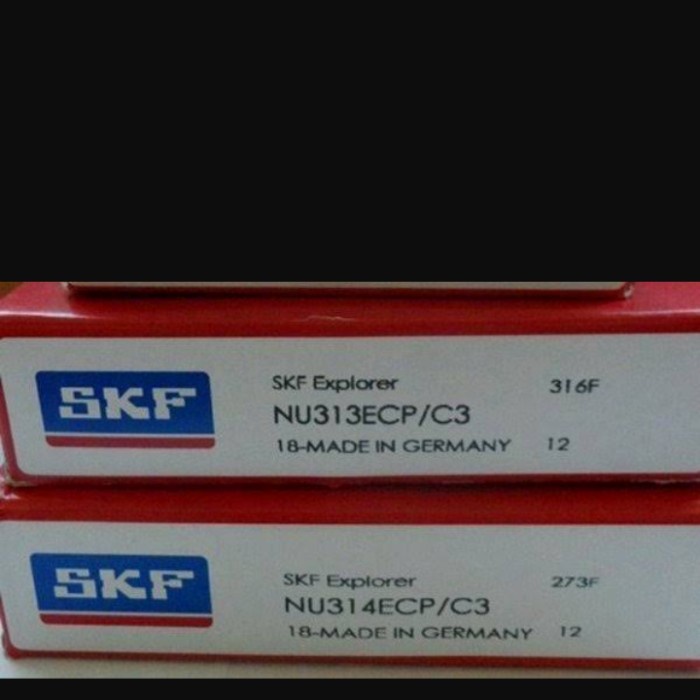 SKF
SKF Explorer 316F
NU313ECP/C3
18-MADE IN GERMANY 12
SKF
SKF Explorer 273F
NU314ECP/C3
18-MADE IN GERMANY 12